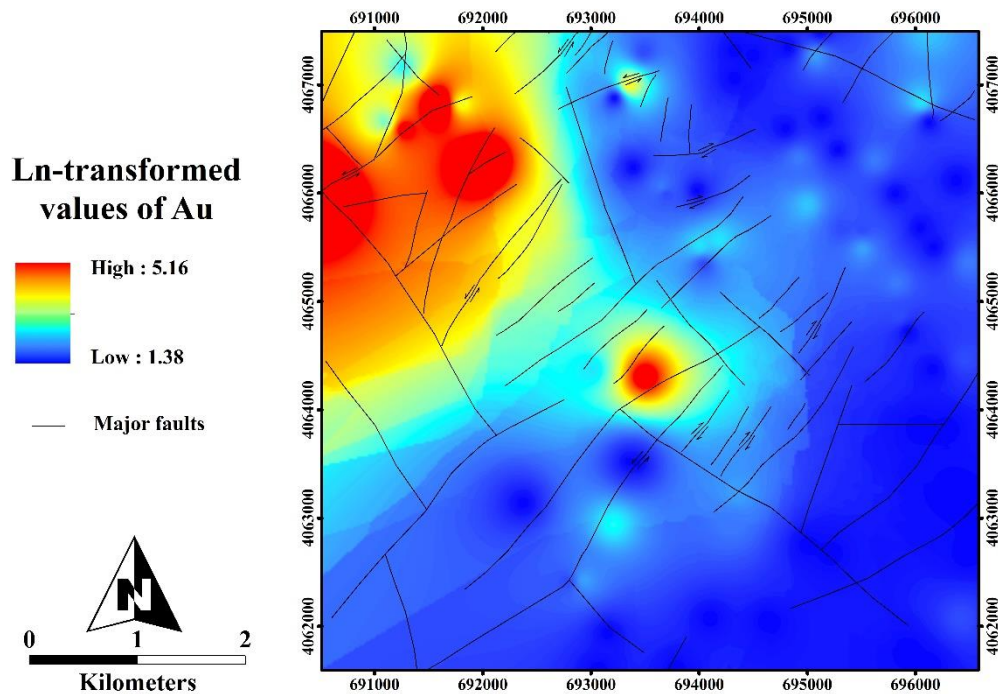 691000 692000 693000 694000 695000 696000
Ln-transformed
values of Au
High : 5.16
Low : 1.38
Major faults
N
0 1 2
Kilometers
4067000
4066000
4065000
4064000
4063000
4062000
4067000
4066000
4065000
4064000
4063000
4062000
691000 692000 693000 694000 695000 696000